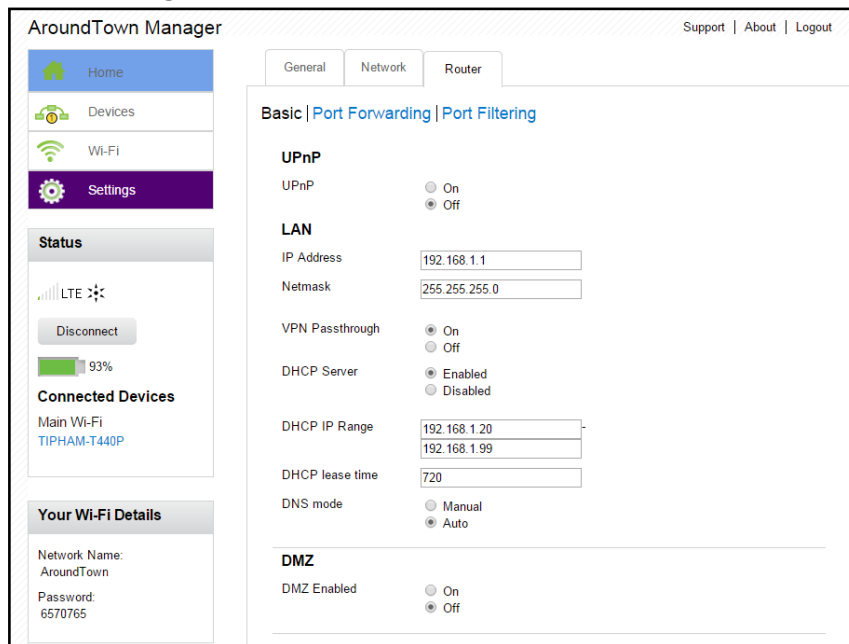 AroundTown Manager
Support | About | Logout
Home
Devices
Wi-Fi
Settings
Status
LTE
Disconnect
93%
Connected Devices
Main Wi-Fi
TIPHAM-T440P
Your Wi-Fi Details
Network Name:
AroundTown
Password:
6570765
General
Network
Router
Basic | Port Forwarding | Port Filtering
UPnP
UPnP
On
Off
LAN
IP Address
192.168.1.1
Netmask
255.255.255.0
VPN Passthrough
On
Off
DHCP Server
Enabled
Disabled
DHCP IP Range
192.168.1.20 -
192.168.1.99
DHCP lease time
720
DNS mode
Manual
Auto
DMZ
DMZ Enabled
On
Off